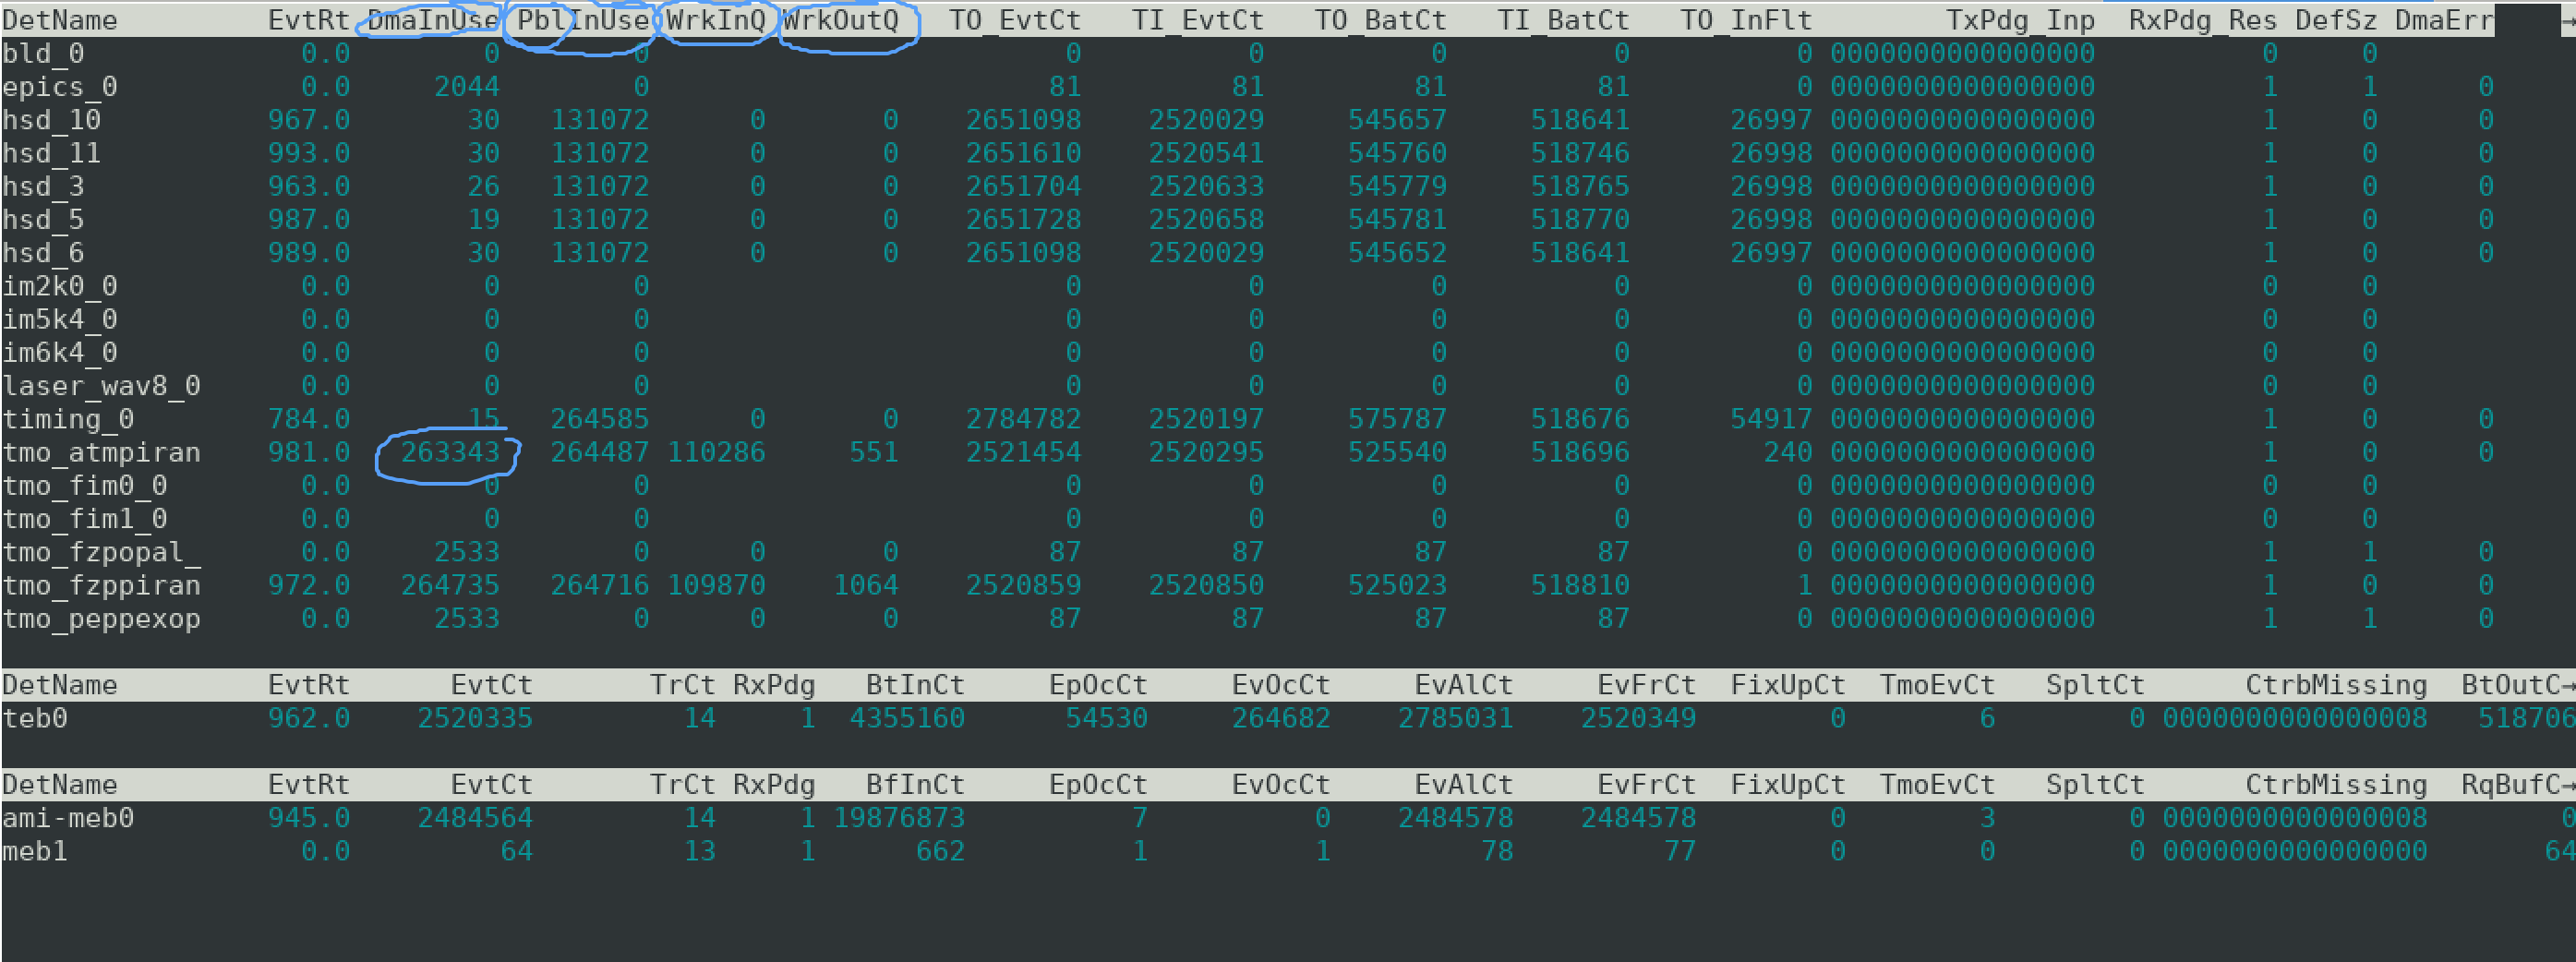 DetName EvtRt DmaInUse PblInUse WrkInQ WrkOutQ TO_EvtCt TI_EvtCt TO_BatCt TI_BatCt TO_InFlt TxPdg_Inp RxPdg_Res DefSz DmaErr →
bld_0 0.0 0 0 0 0 0 0 0 0000000000000000 0 0
epics_0 0.0 2044 0 81 81 81 81 0 0000000000000000 1 1 0
hsd_10 967.0 30 131072 0 0 2651098 2520029 545657 518641 26997 0000000000000000 1 0 0
hsd_11 993.0 30 131072 0 0 2651610 2520541 545760 518746 26998 0000000000000000 1 0 0
hsd_3 963.0 26 131072 0 0 2651704 2520633 545779 518765 26998 0000000000000000 1 0 0
hsd_5 987.0 19 131072 0 0 2651728 2520658 545781 518770 26998 0000000000000000 1 0 0
hsd_6 989.0 30 131072 0 0 2651098 2520029 545652 518641 26997 0000000000000000 1 0 0
im2k0_0 0.0 0 0 0 0 0 0 0 0000000000000000 0 0
im5k4_0 0.0 0 0 0 0 0 0 0 0000000000000000 0 0
im6k4_0 0.0 0 0 0 0 0 0 0 0000000000000000 0 0
laser_wav8_0 0.0 0 0 0 0 0 0 0 0000000000000000 0 0
timing_0 784.0 15 264585 0 0 2784782 2520197 575787 518676 54917 0000000000000000 1 0 0
tmo_atmpiran 981.0 263343 264487 110286 551 2521454 2520295 525540 518696 240 0000000000000000 1 0 0
tmo_fim0_0 0.0 0 0 0 0 0 0 0 0000000000000000 0 0
tmo_fim1_0 0.0 0 0 0 0 0 0 0 0000000000000000 0 0
tmo_fzpopal_ 0.0 2533 0 0 0 87 87 87 87 0 0000000000000000 1 1 0
tmo_fzppiran 972.0 264735 264716 109870 1064 2520859 2520850 525023 518810 1 0000000000000000 1 0 0
tmo_peppexop 0.0 2533 0 0 0 87 87 87 87 0 0000000000000000 1 1 0
DetName EvtRt EvtCt TrCt RxPdg BtInCt EpOcCt EvOcCt EvAlCt EvFrCt FixUpCt TmoEvCt SpltCt CtrbMissing BtOutC→
teb0 962.0 2520335 14 1 4355160 54530 264682 2785031 2520349 0 6 0 0000000000000008 518706
DetName EvtRt EvtCt TrCt RxPdg BfInCt EpOcCt EvOcCt EvAlCt EvFrCt FixUpCt TmoEvCt SpltCt CtrbMissing RqBufC→
ami-meb0 945.0 2484564 14 1 19876873 7 0 2484578 2484578 0 3 0 0000000000000008 0
meb1 0.0 64 13 1 662 1 1 78 77 0 0 0 0000000000000000 64